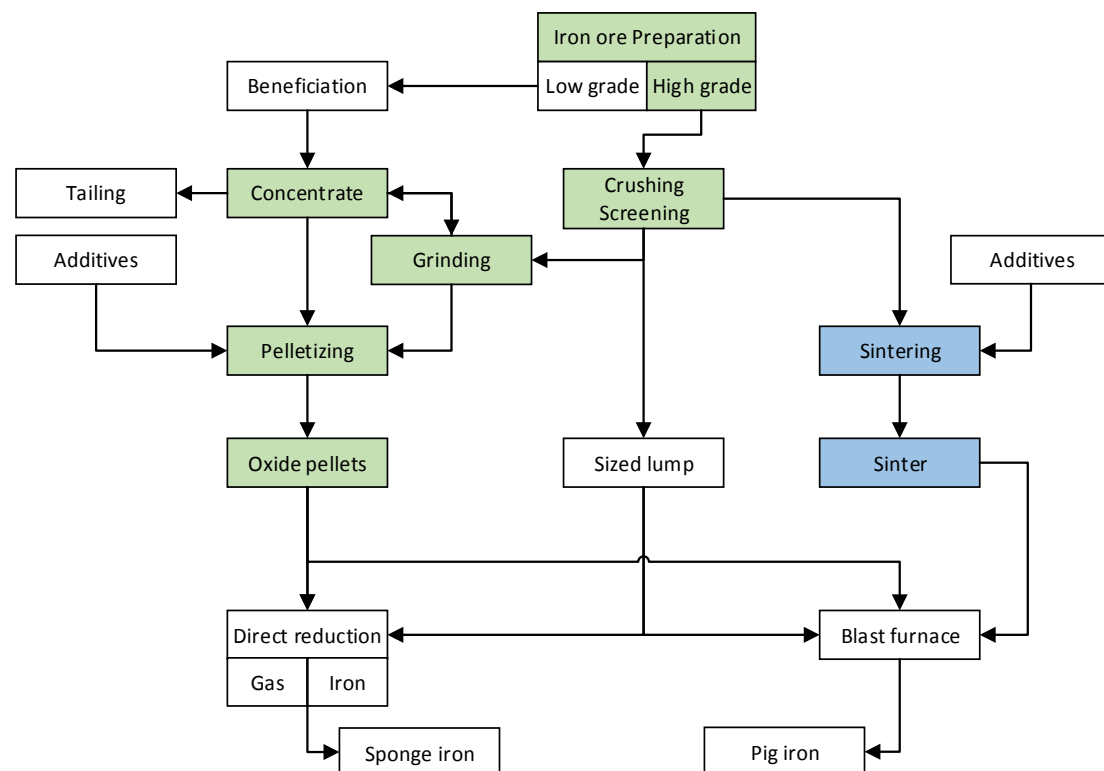 Iron ore Preparation
Beneficiation
Low grade
High grade
Tailing
Concentrate
Crushing
Screening
Additives
Grinding
Additives
Pelletizing
Sintering
Oxide pellets
Sized lump
Sinter
Direct reduction
Blast furnace
Gas
Iron
Sponge iron
Pig iron